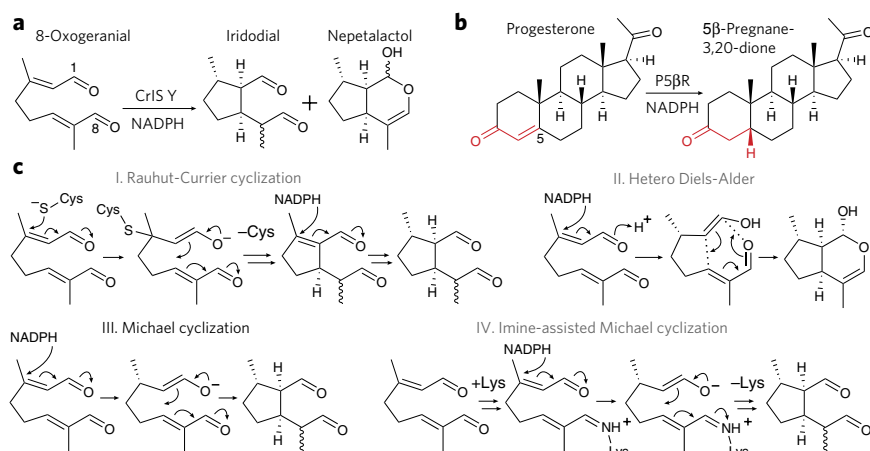 a
8-Oxogeranial
Iridodial
Nepetalactol
1
8
O
O
CrIS Y
NADPH
H
H
O
O
+
OH
H
H
O
b
Progesterone
5β-Pregnane-
3,20-dione
O
O
5
H
H
H
P5βR
NADPH
O
O
H
H
H
H
c
I. Rauhut-Currier cyclization
II. Hetero Diels-Alder
−S Cys
O
O
Cys
S
O−
O
−Cys
NADPH
O
O
H
H
H
O
O
NADPH
O
H+
O
OH
O
OH
H
H
O
III. Michael cyclization
IV. Imine-assisted Michael cyclization
NADPH
O
O
O−
O
H
H
O
O
O
O
+Lys
NADPH
O
NH
+
Lys
O−
NH
+
Lys
−Lys
H
H
O
O